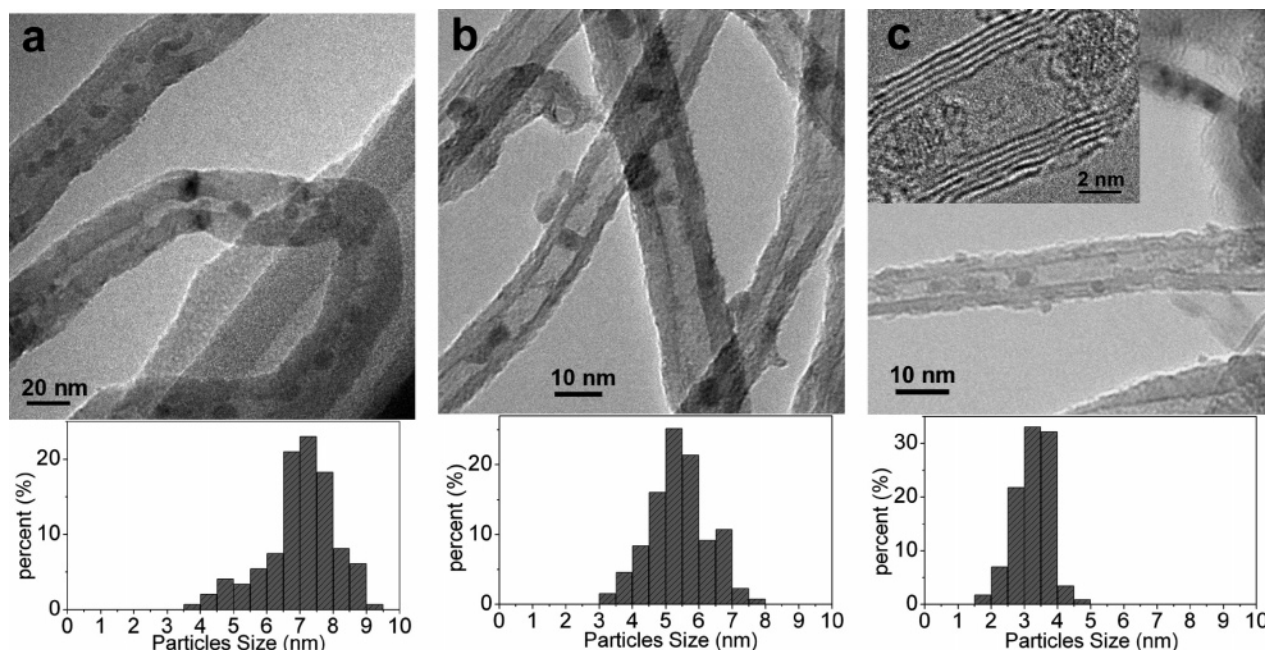 a
20 nm
b
10 nm
c
2 nm
10 nm
percent (%)
20
10
0
0 1 2 3 4 5 6 7 8 9 10
Particles Size (nm)
percent (%)
20
10
0
0 1 2 3 4 5 6 7 8 9 10
Particles Size (nm)
percent (%)
30
20
10
0
0 1 2 3 4 5 6 7 8 9 10
Particles Size (nm)